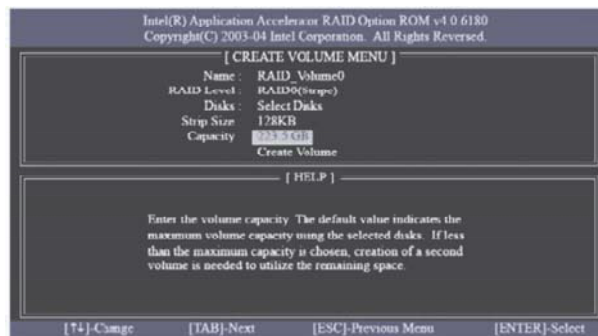 Intel(R) Application Accelerator RAID Option ROM v4 0 6180
Copyright(C) 2003-04 Intel Corporation. All Rights Reversed.
[ CREATE VOLUME MENU ]
Name : RAID_Volume0
RAID Level : RAID0(Stripe)
Disks : Select Disks
Strip Size 128KB
Capacity 223.5 GB
Create Volume
[ HELP ]
Enter the volume capacity The default value indicates the
maximum volume capacity using the selected disks. If less
than the maximum capacity is chosen, creation of a second
volume is needed to utilize the remaining space.
[↑↓]-Change [TAB]-Next [ESC]-Previous Menu [ENTER]-Select